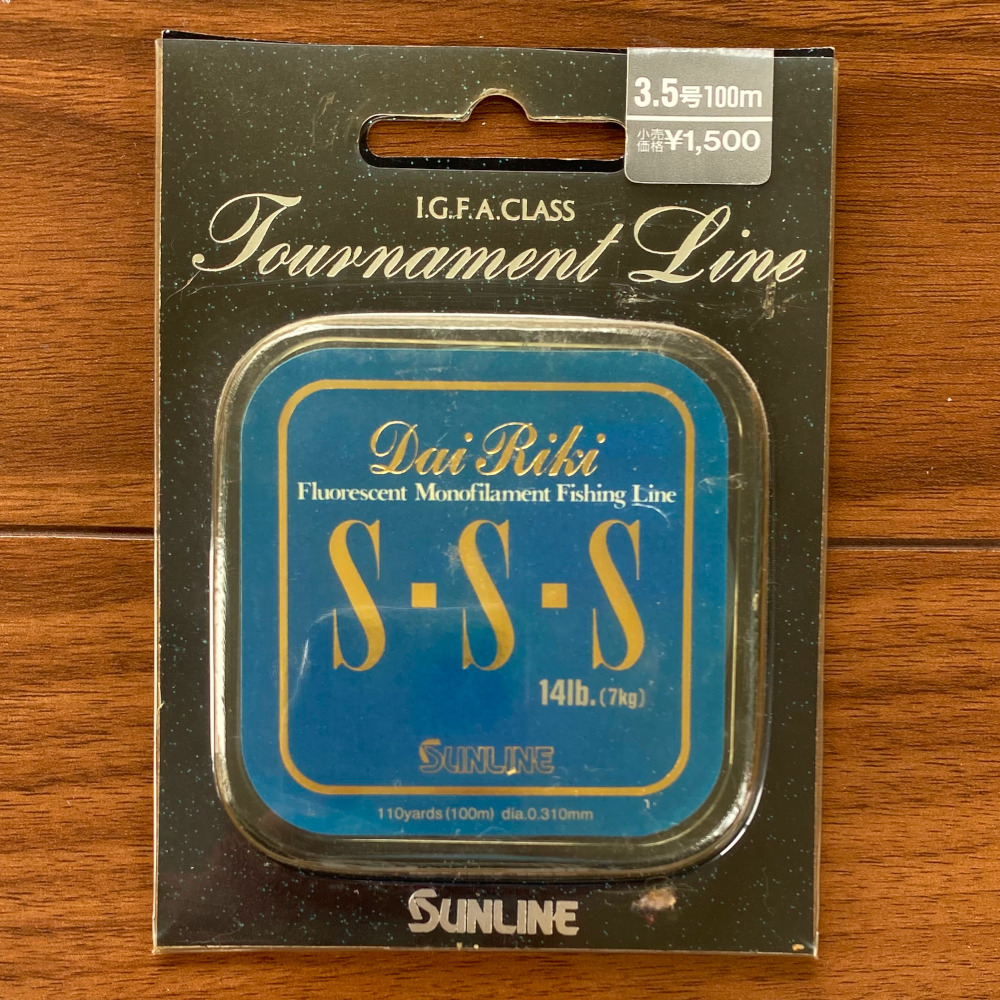 3.5号100m
小売価格¥1,500
I.G.F.A.CLASS
Tournament Line
Dai Riki
Fluorescent Monofilament Fishing Line
S·S·S
14lb.(7kg)
SUNLINE
110yards(100m) dia.0.310mm
SUNLINE